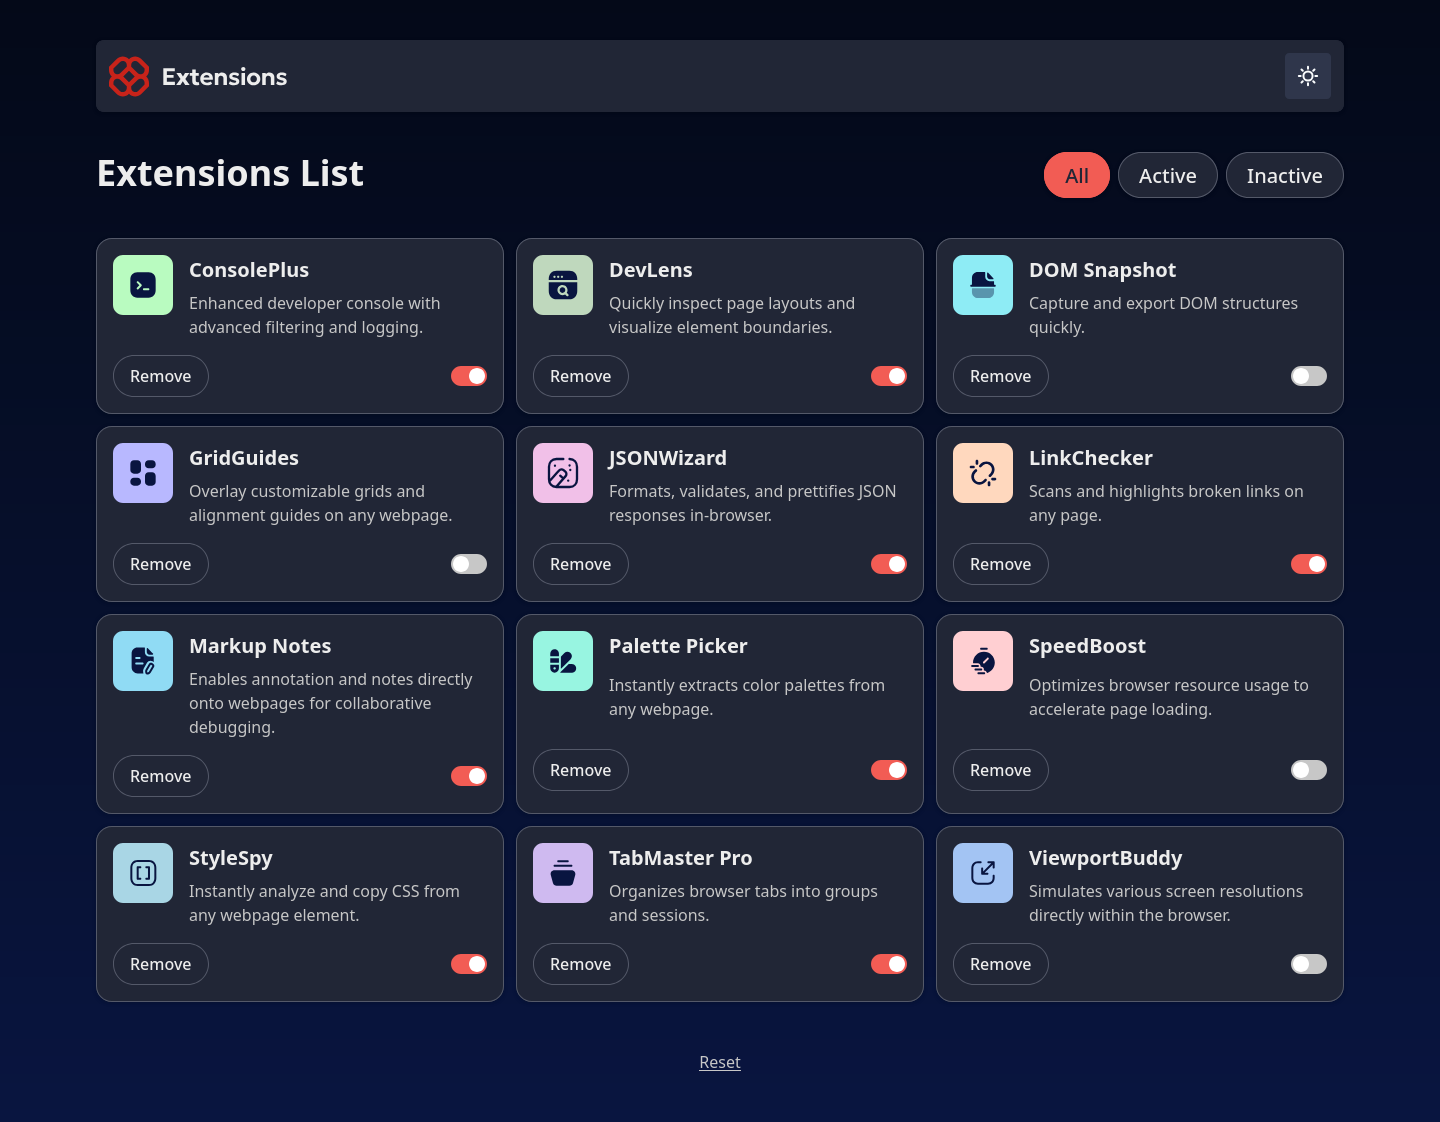 Extensions
Extensions List
All
Active
Inactive
ConsolePlus
Enhanced developer console with
advanced filtering and logging.
Remove
DevLens
Quickly inspect page layouts and
visualize element boundaries.
Remove
DOM Snapshot
Capture and export DOM structures
quickly.
Remove
GridGuides
Overlay customizable grids and
alignment guides on any webpage.
Remove
JSONWizard
Formats, validates, and prettifies JSON
responses in-browser.
Remove
LinkChecker
Scans and highlights broken links on
any page.
Remove
Markup Notes
Enables annotation and notes directly
onto webpages for collaborative
debugging.
Remove
Palette Picker
Instantly extracts color palettes from
any webpage.
Remove
SpeedBoost
Optimizes browser resource usage to
accelerate page loading.
Remove
StyleSpy
Instantly analyze and copy CSS from
any webpage element.
Remove
TabMaster Pro
Organizes browser tabs into groups
and sessions.
Remove
ViewportBuddy
Simulates various screen resolutions
directly within the browser.
Remove
Reset